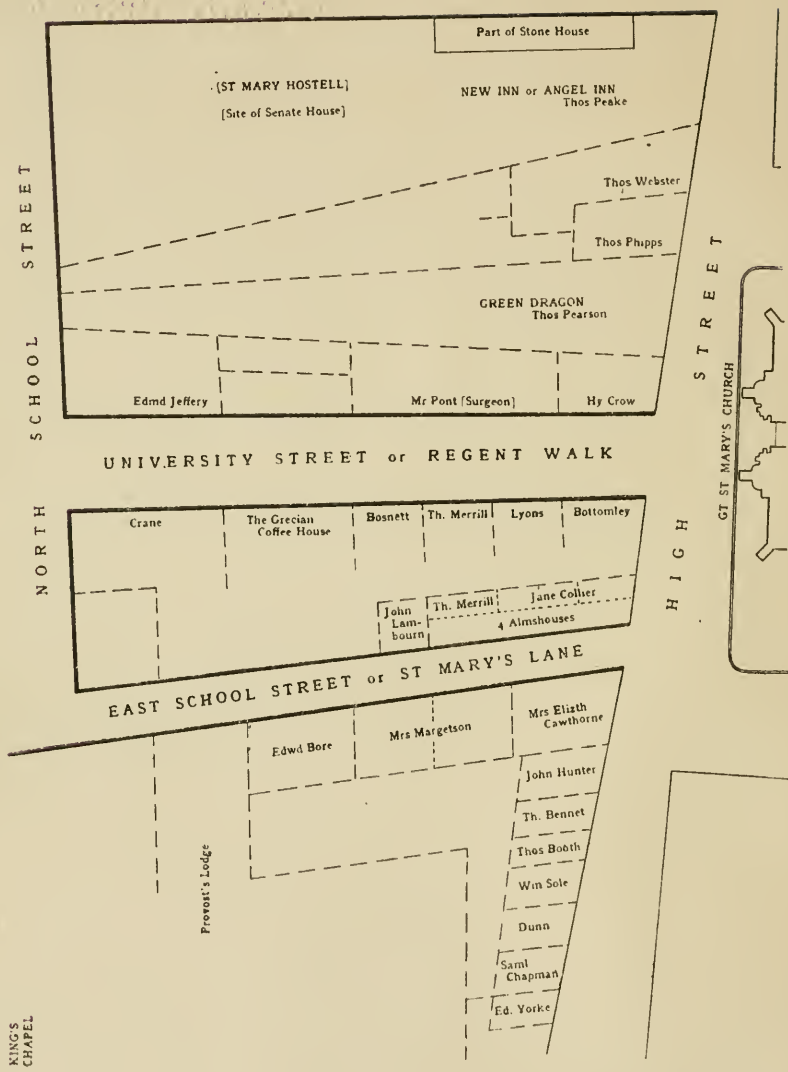 Part of Stone House
[ST MARY HOSTELL]
[Site of Senate House]
NEW INN or ANGEL INN
Thos Peake
Thos Webster
Thos Phipps
GREEN DRAGON
Thos Pearson
Edmd Jeffery
Mr Pont [Surgeon]
Hy Crow
NORTH SCHOOL STREET
UNIVERSITY STREET or REGENT WALK
HIGH STREET
GT ST MARY'S CHURCH
Crane
The Grecian
Coffee House
Bosnett
Th. Merrill
Lyons
Bottomley
John
Lam-
bourn
Th. Merrill
Jane Collier
4 Almshouses
EAST SCHOOL STREET or ST MARY'S LANE
Edwd Bore
Mrs Margetson
Mrs Elizth
Cawthorne
John Hunter
Th. Bennet
Thos Booth
Win Sole
Dunn
Saml
Chapman
Ed. Yorke
Provost's Lodge
KING'S
CHAPEL